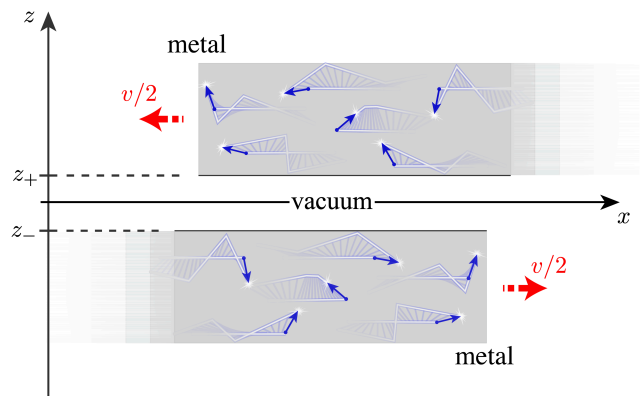 z
metal
v/2
z₊
vacuum
x
z₋
v/2
metal